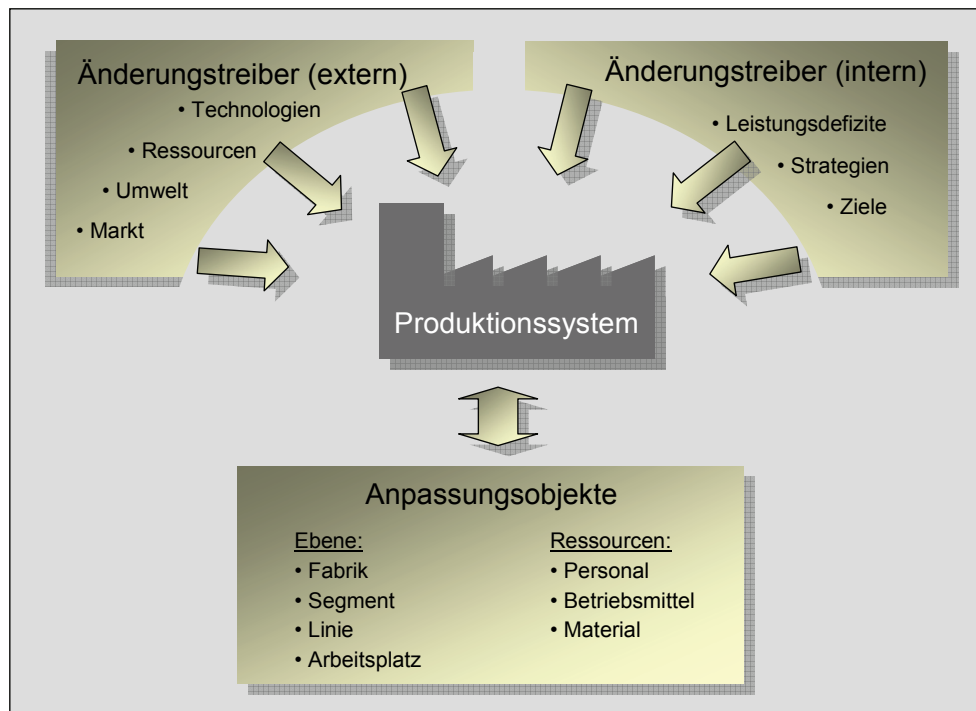 Änderungstreiber (extern)
• Technologien
• Ressourcen
• Umwelt
• Markt
Änderungstreiber (intern)
• Leistungsdefizite
• Strategien
• Ziele
Produktionssystem
Anpassungsobjekte
Ebene:
• Fabrik
• Segment
• Linie
• Arbeitsplatz
Ressourcen:
• Personal
• Betriebsmittel
• Material